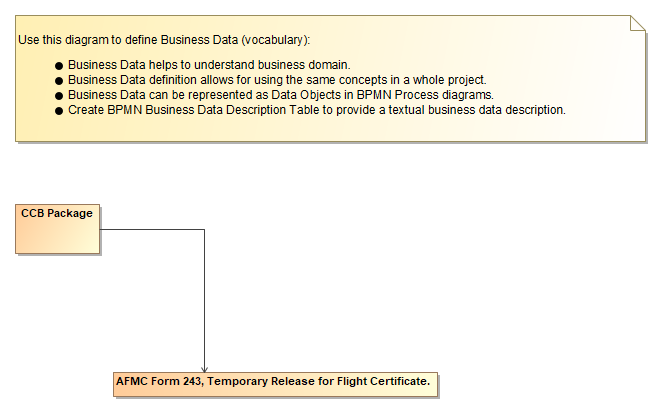 Use this diagram to define Business Data (vocabulary):
● Business Data helps to understand business domain.
● Business Data definition allows for using the same concepts in a whole project.
● Business Data can be represented as Data Objects in BPMN Process diagrams.
● Create BPMN Business Data Description Table to provide a textual business data description.
CCB Package
AFMC Form 243, Temporary Release for Flight Certificate.